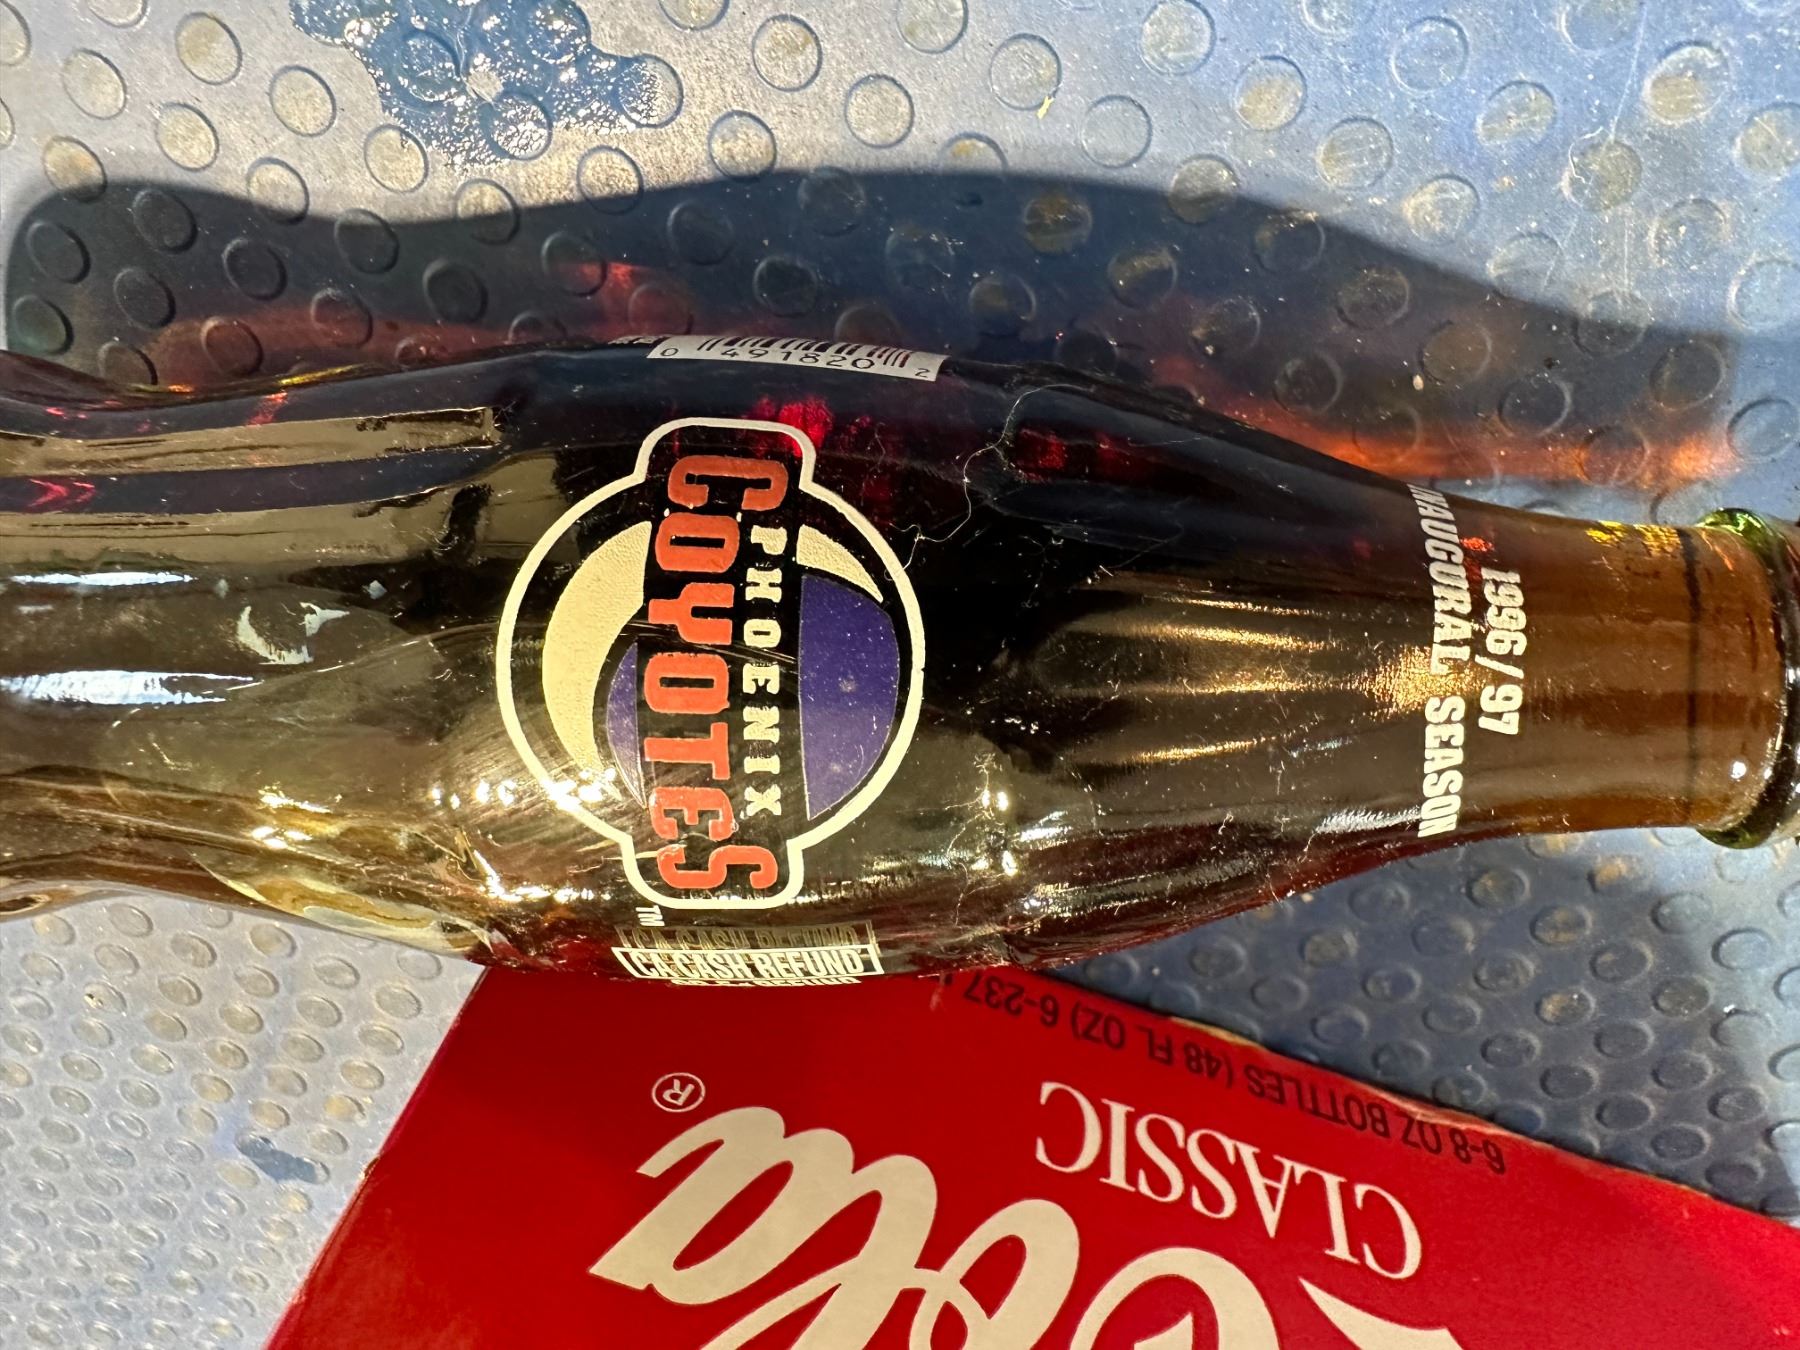 1996/97
INAUGURAL SEASON
PHOENIX
COYOTES
TM
CA CASH REFUND
0 491820 2
6-8 OZ BOTTLES (48 FL OZ) 6-237
CLASSIC
Cola
®